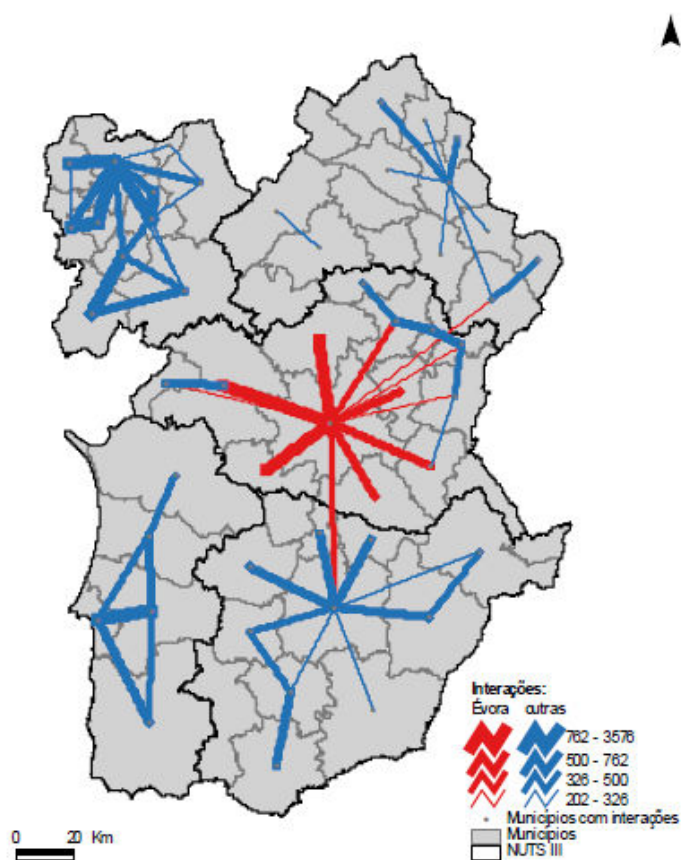 Interações:
Évora outras
762 - 3576
500 - 762
326 - 500
202 - 326
Municípios com interações
Municípios
NUTS III
0 20 Km